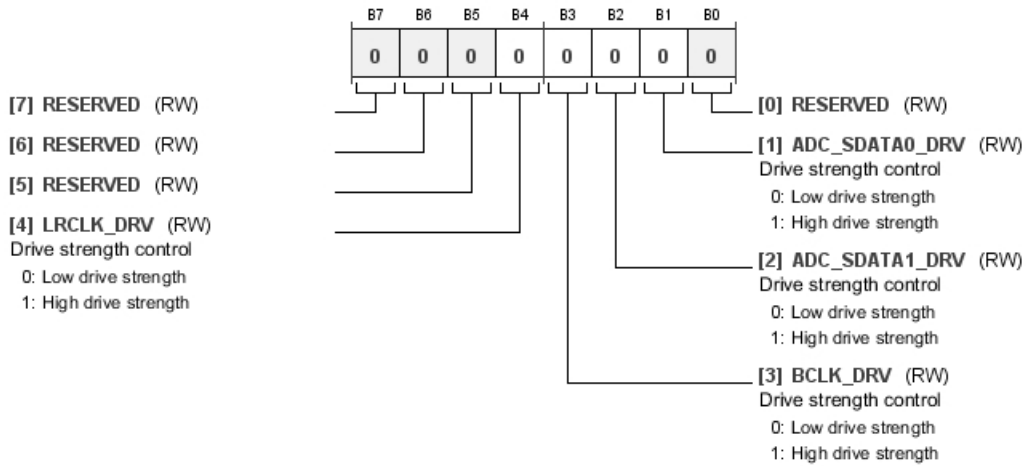 B7 B6 B5 B4 B3 B2 B1 B0
0 0 0 0 0 0 0 0
[7] RESERVED (RW)
[6] RESERVED (RW)
[5] RESERVED (RW)
[4] LRCLK_DRV (RW)
Drive strength control
0: Low drive strength
1: High drive strength
[0] RESERVED (RW)
[1] ADC_SDATA0_DRV (RW)
Drive strength control
0: Low drive strength
1: High drive strength
[2] ADC_SDATA1_DRV (RW)
Drive strength control
0: Low drive strength
1: High drive strength
[3] BCLK_DRV (RW)
Drive strength control
0: Low drive strength
1: High drive strength